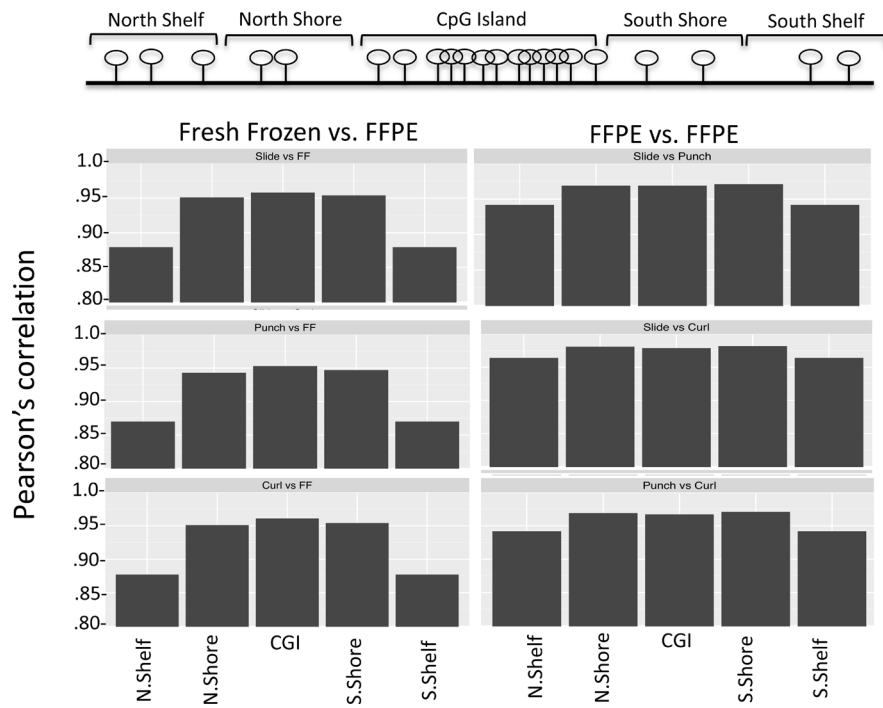 North Shelf North Shore CpG Island South Shore South Shelf
Fresh Frozen vs. FFPE FFPE vs. FFPE
Pearson's correlation
Slide vs FF Slide vs Punch
1.0
.95
.90
.85
.80
Punch vs FF Slide vs Curl
1.0
.95
.90
.85
.80
Curl vs FF Punch vs Curl
1.0
.95
.90
.85
.80
N.Shelf N.Shore CGI S.Shore S.Shelf N.Shelf N.Shore CGI S.Shore S.Shelf